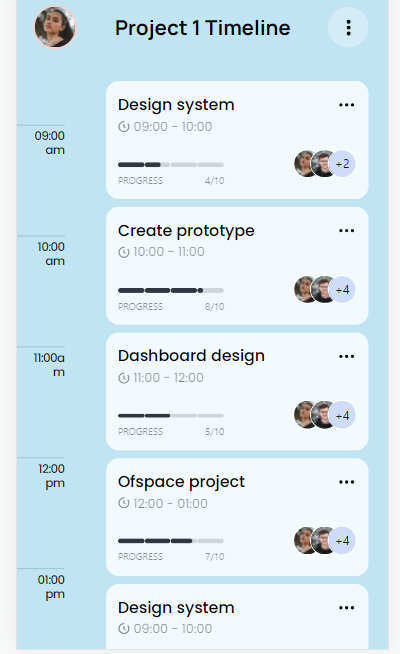 Project 1 Timeline
09:00
am
Design system
09:00 - 10:00
PROGRESS 4/10
+2
10:00
am
Create prototype
10:00 - 11:00
PROGRESS 8/10
+4
11:00a
m
Dashboard design
11:00 - 12:00
PROGRESS 5/10
+4
12:00
pm
Ofspace project
12:00 - 01:00
PROGRESS 7/10
+4
01:00
pm
Design system
09:00 - 10:00